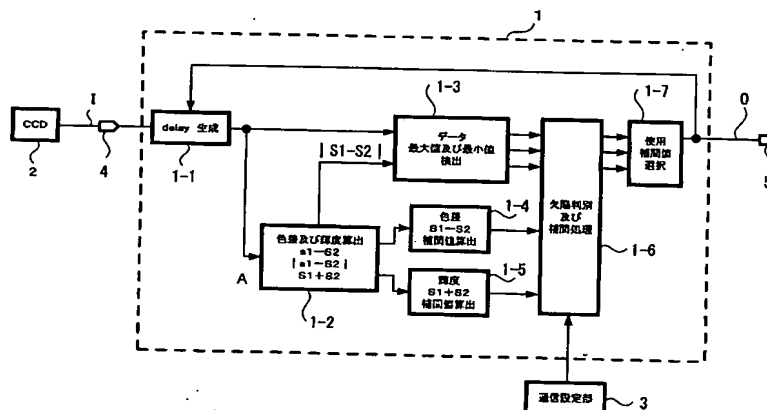 1
CCD
2
I
4
delay 生成
1-1
1-3
データ
最大値及び最小値
検出
| S1−S2 |
色差及び輝度算出
s1−S2
| s1−S2 |
S1+S2
A
1-2
1-4
色差
S1−S2
補間値算出
1-5
輝度
S1+S2
補間値算出
欠陥判別
及び
補間処理
1-6
1-7
使用
補間値
選択
O
5
通信設定部
3